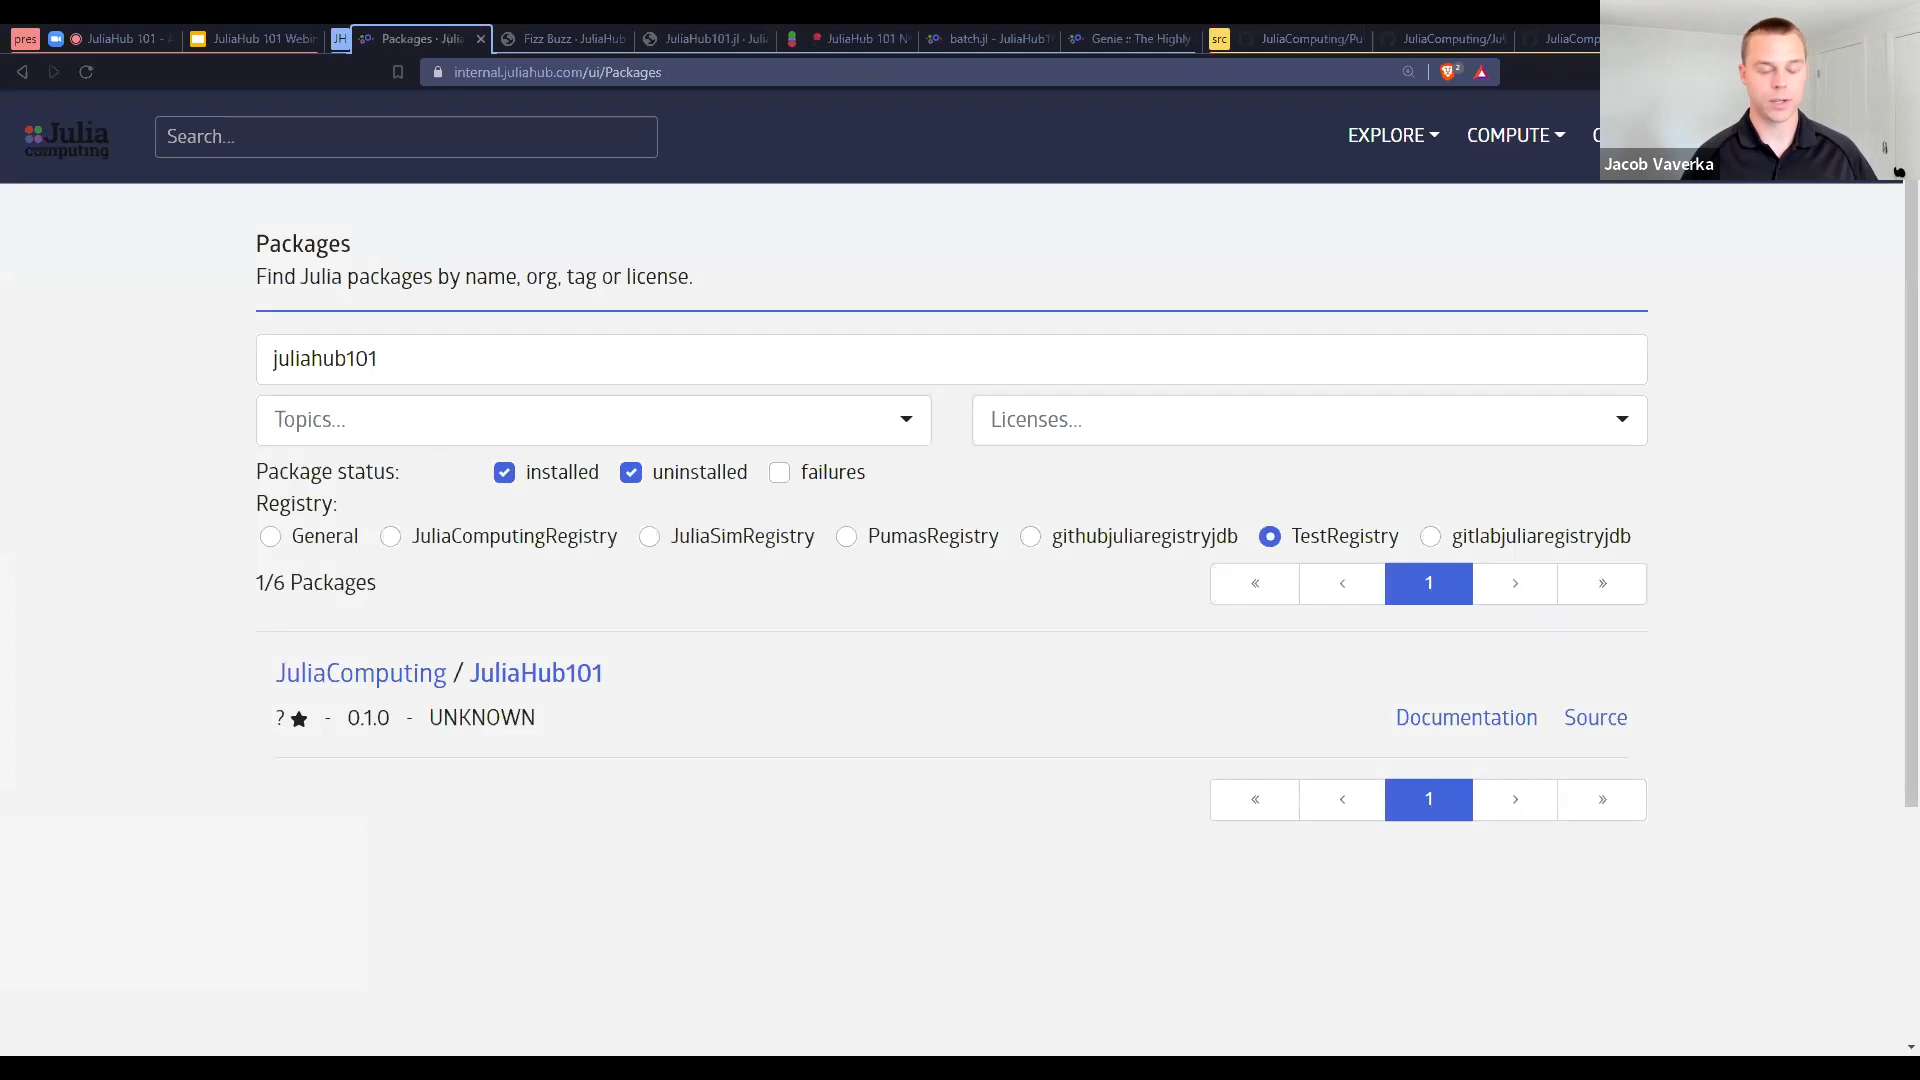 pres
JuliaHub 101 -
JuliaHub 101 Webin
JH
Packages · Julia
Fizz Buzz · JuliaHub
JuliaHub101.jl · Juli
JuliaHub 101 N
batch.jl - JuliaHub1
Genie :: The Highly
src
JuliaComputing/Pu
JuliaComputing/Jul
JuliaComp
internal.juliahub.com/ui/Packages
2
Julia
computing
Search...
EXPLORE
COMPUTE
Jacob Vaverka
Packages
Find Julia packages by name, org, tag or license.
juliahub101
Topics...
Licenses...
Package status:
installed
uninstalled
failures
Registry:
General
JuliaComputingRegistry
JuliaSimRegistry
PumasRegistry
githubjuliaregistryjdb
TestRegistry
gitlabjuliaregistryjdb
1/6 Packages
« ‹ 1 › »
JuliaComputing / JuliaHub101
? ★ - 0.1.0 - UNKNOWN
Documentation
Source
« ‹ 1 › »